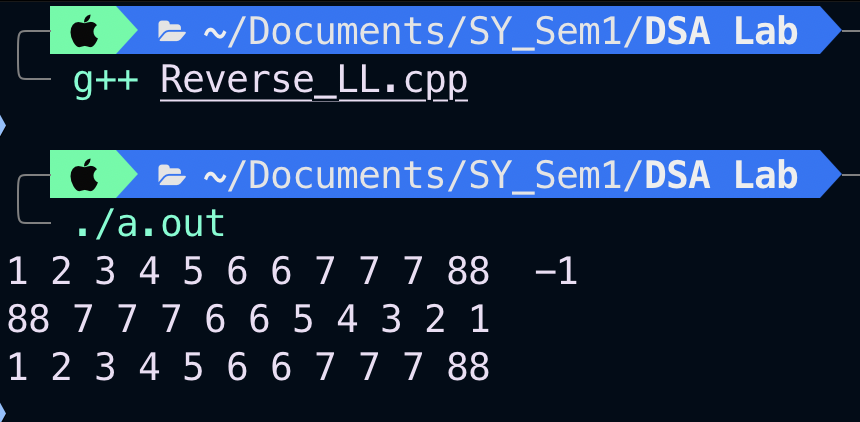 ~/Documents/SY_Sem1/DSA Lab
g++ Reverse_LL.cpp
~/Documents/SY_Sem1/DSA Lab
./a.out
1 2 3 4 5 6 6 7 7 7 88  -1
88 7 7 7 6 6 5 4 3 2 1
1 2 3 4 5 6 6 7 7 7 88